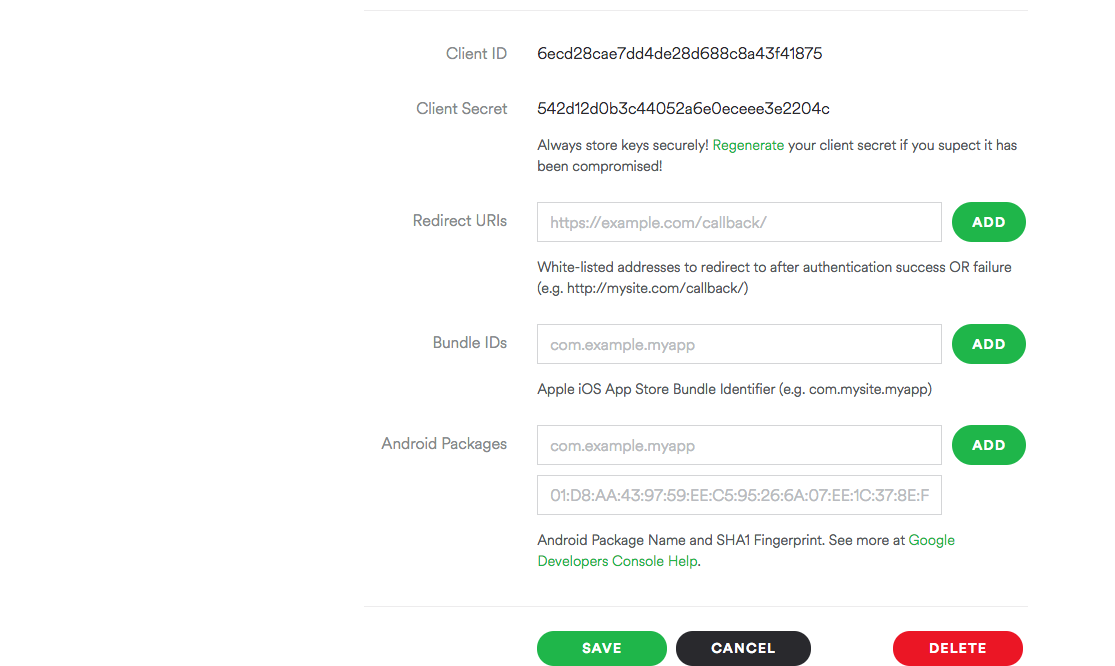 Client ID 6ecd28cae7dd4de28d688c8a43f41875
Client Secret 542d12d0b3c44052a6e0eceee3e2204c
Always store keys securely! Regenerate your client secret if you supect it has
been compromised!
Redirect URIs https://example.com/callback/ ADD
White-listed addresses to redirect to after authentication success OR failure
(e.g. http://mysite.com/callback/)
Bundle IDs com.example.myapp ADD
Apple iOS App Store Bundle Identifier (e.g. com.mysite.myapp)
Android Packages com.example.myapp ADD
01:D8:AA:43:97:59:EE:C5:95:26:6A:07:EE:1C:37:8E:F
Android Package Name and SHA1 Fingerprint. See more at Google
Developers Console Help.
SAVE CANCEL DELETE